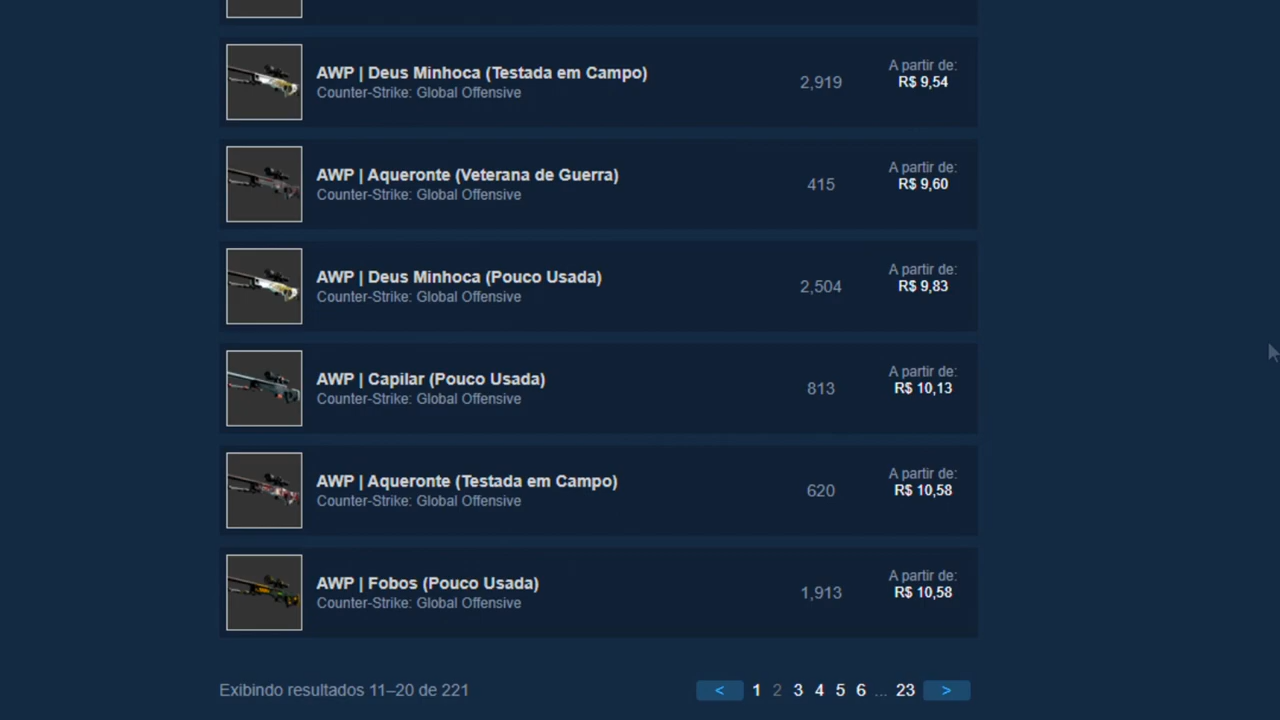 AWP | Deus Minhoca (Testada em Campo)
Counter-Strike: Global Offensive
2,919
A partir de:
R$ 9,54
AWP | Aqueronte (Veterana de Guerra)
Counter-Strike: Global Offensive
415
A partir de:
R$ 9,60
AWP | Deus Minhoca (Pouco Usada)
Counter-Strike: Global Offensive
2,504
A partir de:
R$ 9,83
AWP | Capilar (Pouco Usada)
Counter-Strike: Global Offensive
813
A partir de:
R$ 10,13
AWP | Aqueronte (Testada em Campo)
Counter-Strike: Global Offensive
620
A partir de:
R$ 10,58
AWP | Fobos (Pouco Usada)
Counter-Strike: Global Offensive
1,913
A partir de:
R$ 10,58
Exibindo resultados 11–20 de 221
< 1 2 3 4 5 6 ... 23 >